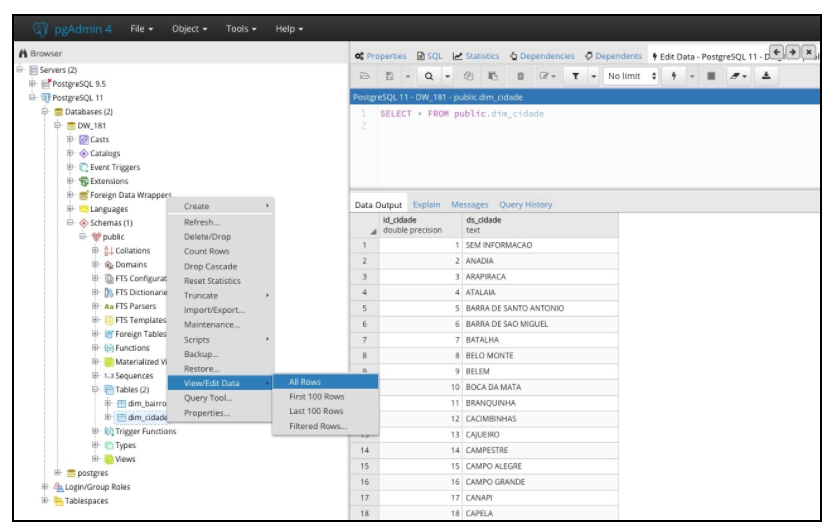 pgAdmin 4 File Object Tools Help
Browser
Servers (2)
PostgreSQL 9.5
PostgreSQL 11
Databases (2)
DW_181
Casts
Catalogs
Event Triggers
Extensions
Foreign Data Wrappers
Languages
Schemas (1)
public
Collations
Domains
FTS Configurat
FTS Dictionarie
FTS Parsers
FTS Templates
Foreign Tables
Functions
Materialized Vi
1..3 Sequences
Tables (2)
dim_bairro
dim_cidade
Trigger Functions
Types
Views
postgres
Login/Group Roles
Tablespaces
Create
Refresh...
Delete/Drop
Count Rows
Drop Cascade
Reset Statistics
Truncate
Import/Export...
Maintenance...
Scripts
Backup...
Restore...
View/Edit Data
Query Tool...
Properties...
All Rows
First 100 Rows
Last 100 Rows
Filtered Rows...
Properties SQL Statistics Dependencies Dependents Edit Data - PostgreSQL 11 -
No limit
PostgreSQL 11 - DW_181 - public.dim_cidade
1 SELECT * FROM public.dim_cidade
2
Data Output Explain Messages Query History
id_cidade ds_cidade
double precision text
1 1 SEM INFORMACAO
2 2 ANADIA
3 3 ARAPIRACA
4 4 ATALAIA
5 5 BARRA DE SANTO ANTONIO
6 6 BARRA DE SAO MIGUEL
7 7 BATALHA
8 8 BELO MONTE
9 9 BELEM
10 BOCA DA MATA
11 BRANQUINHA
12 CACIMBINHAS
13 13 CAJUEIRO
14 14 CAMPESTRE
15 15 CAMPO ALEGRE
16 16 CAMPO GRANDE
17 17 CANAPI
18 18 CAPELA